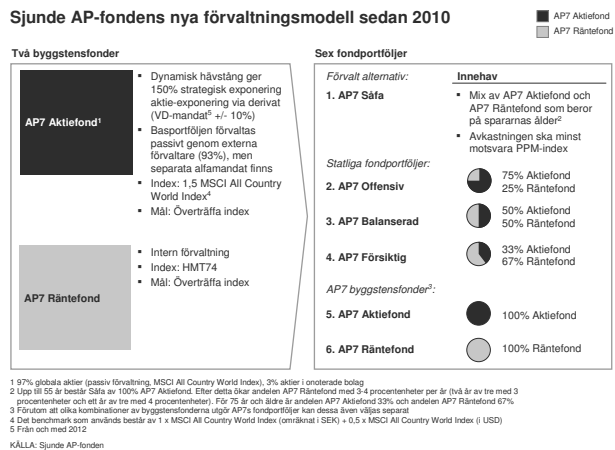 Sjunde AP-fondens nya förvaltningsmodell sedan 2010
AP7 Aktiefond
AP7 Räntefond
Två byggstensfonder
AP7 Aktiefond¹
▪ Dynamisk hävstång ger
150% strategisk exponering
aktie-exponering via derivat
(VD-mandat⁵ +/- 10%)
▪ Basportföljen förvaltas
passivt genom externa
förvaltare (93%), men
separata alfamandat finns
▪ Index: 1,5 MSCI All Country
World Index⁴
▪ Mål: Överträffa index
AP7 Räntefond
▪ Intern förvaltning
▪ Index: HMT74
▪ Mål: Överträffa index
Sex fondportföljer
Förvalt alternativ:
Innehav
1. AP7 Såfa
▪ Mix av AP7 Aktiefond och
AP7 Räntefond som beror
på spararnas ålder²
▪ Avkastningen ska minst
motsvara PPM-index
Statliga fondportföljer:
2. AP7 Offensiv
75% Aktiefond
25% Räntefond
3. AP7 Balanserad
50% Aktiefond
50% Räntefond
4. AP7 Försiktig
33% Aktiefond
67% Räntefond
AP7 byggstensfonder³:
5. AP7 Aktiefond
100% Aktiefond
6. AP7 Räntefond
100% Räntefond
1 97% globala aktier (passiv förvaltning, MSCI All Country World Index), 3% aktier i onoterade bolag
2 Upp till 55 år består Såfa av 100% AP7 Aktiefond. Efter detta ökar andelen AP7 Räntefond med 3-4 procentenheter per år (två år av tre med 3
procentenheter och ett år av tre med 4 procentenheter). För 75 år och äldre är andelen AP7 Aktiefond 33% och andelen AP7 Räntefond 67%
3 Förutom att olika kombinationer av byggstensfonderna utgör AP7s fondportföljer kan dessa även väljas separat
4 Det benchmark som används består av 1 x MSCI All Country World Index (omräknat i SEK) + 0,5 x MSCI All Country World Index (i USD)
5 Från och med 2012
KÄLLA: Sjunde AP-fonden